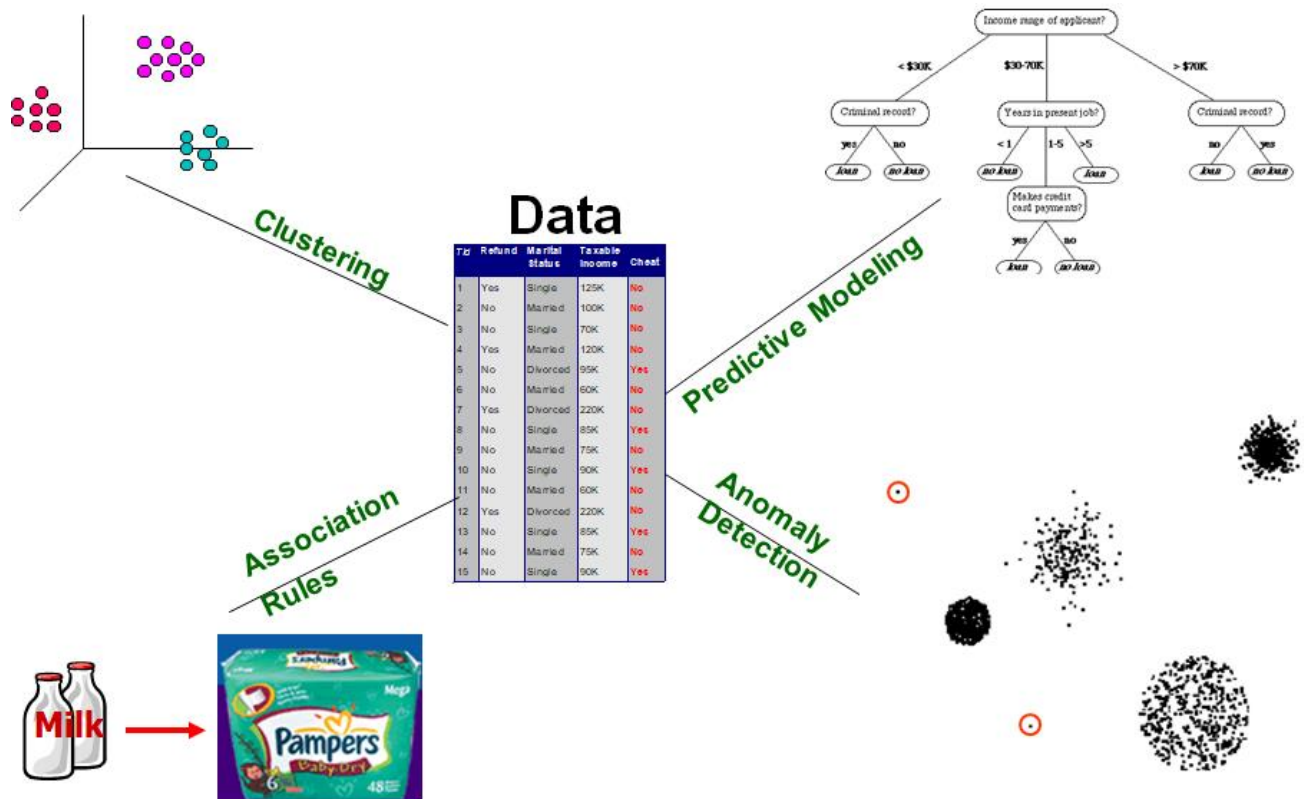 Income range of applicant?
< $30K
$30-70K
> $70K
Criminal record?
Years in present job?
Criminal record?
yes
no
< 1
1-5
>5
no
yes
loan
no loan
no loan
loan
loan
no loan
Makes credit
card payments?
yes
no
loan
no loan
Clustering
Data
Predictive Modeling
Tid Refund Marital Status Taxable Income Cheat
1 Yes Single 125K No
2 No Married 100K No
3 No Single 70K No
4 Yes Married 120K No
5 No Divorced 95K Yes
6 No Married 60K No
7 Yes Divorced 220K No
8 No Single 85K Yes
9 No Married 75K No
10 No Single 90K Yes
11 No Married 60K No
12 Yes Divorced 220K No
13 No Single 85K Yes
14 No Married 75K No
15 No Single 90K Yes
Association
Rules
Anomaly
Detection
Milk
Pampers
Mega
Pampers
Baby-Dry
6
48